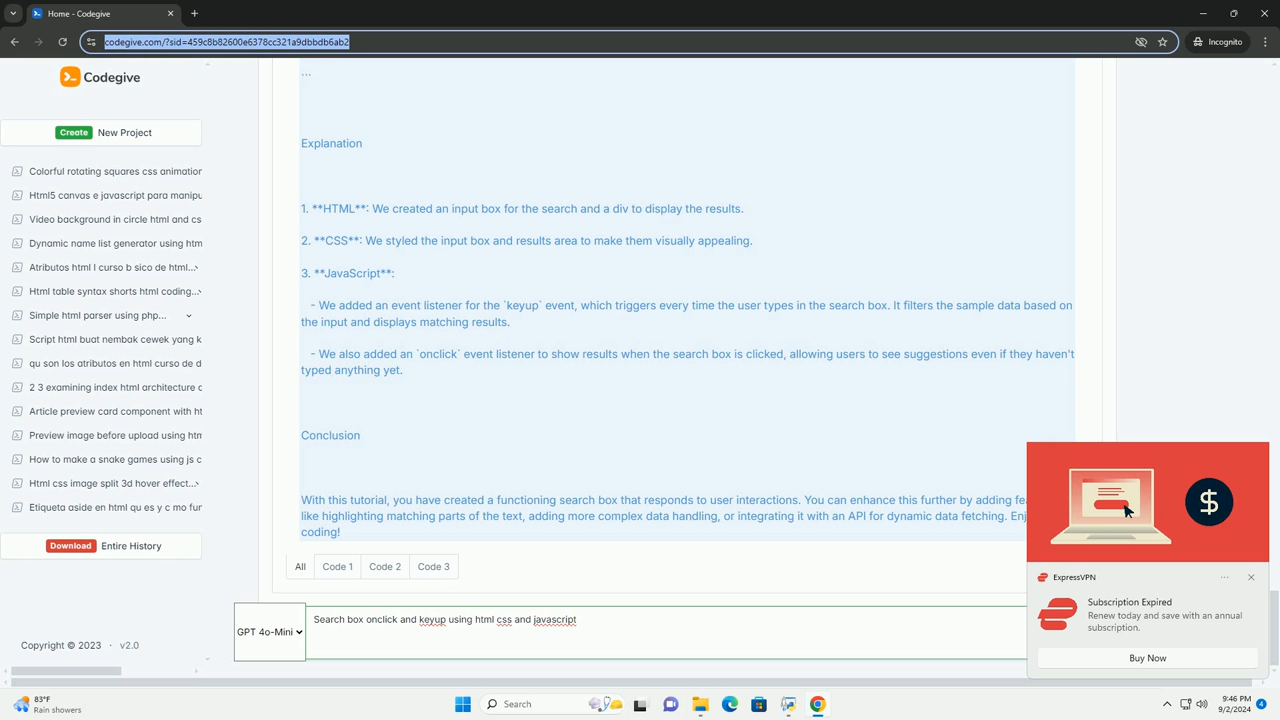 Home - Codegive
codegive.com/?sid=459c8b82600e6378cc321a9dbbdb6ab2
Incognito
Codegive
Create New Project
Colorful rotating squares css animation
Html5 canvas e javascript para manipu
Video background in circle html and cs
Dynamic name list generator using htm
Atributos html l curso b sico de html...
Html table syntax shorts html coding...
Simple html parser using php...
Script html buat nembak cewek yang k
qu son los atributos en html curso de d
2 3 examining index html architecture c
Article preview card component with ht
Preview image before upload using htm
How to make a snake games using js c
Html css image split 3d hover effect...
Etiqueta aside en html qu es y c mo fur
Download Entire History
Copyright © 2023 · v2.0
```
Explanation
1. **HTML**: We created an input box for the search and a div to display the results.
2. **CSS**: We styled the input box and results area to make them visually appealing.
3. **JavaScript**:
- We added an event listener for the `keyup` event, which triggers every time the user types in the search box. It filters the sample data based on
the input and displays matching results.
- We also added an `onclick` event listener to show results when the search box is clicked, allowing users to see suggestions even if they haven't
typed anything yet.
Conclusion
With this tutorial, you have created a functioning search box that responds to user interactions. You can enhance this further by adding fea
like highlighting matching parts of the text, adding more complex data handling, or integrating it with an API for dynamic data fetching. Enj
coding!
All Code 1 Code 2 Code 3
GPT 4o-Mini
Search box onclick and keyup using html css and javascript
$
ExpressVPN
Subscription Expired
Renew today and save with an annual
subscription.
Buy Now
83°F
Rain showers
Search
9:46 PM
9/2/2024
4